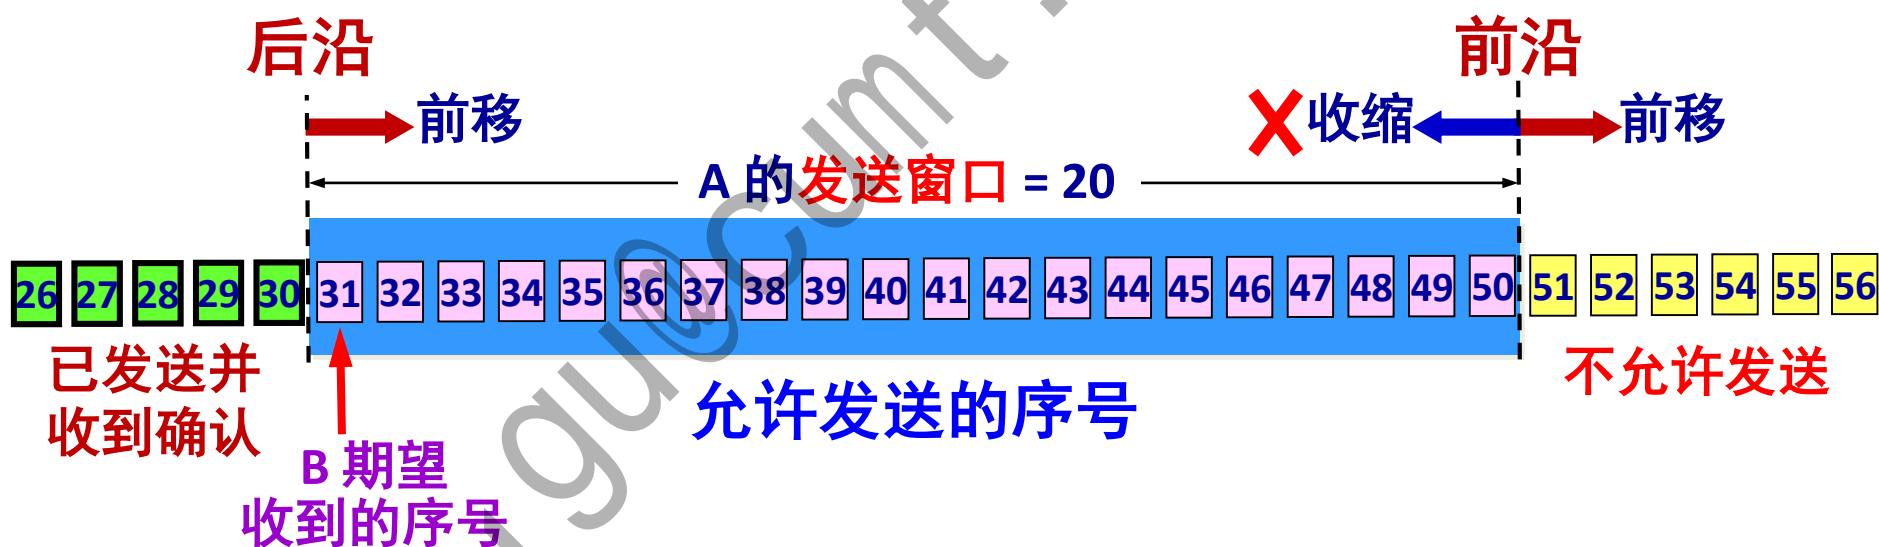 后沿
前沿
前移
收缩
前移
A 的发送窗口 = 20
26 27 28 29 30 31 32 33 34 35 36 37 38 39 40 41 42 43 44 45 46 47 48 49 50 51 52 53 54 55 56
已发送并
收到确认
允许发送的序号
不允许发送
B 期望
收到的序号
gu@cumt.